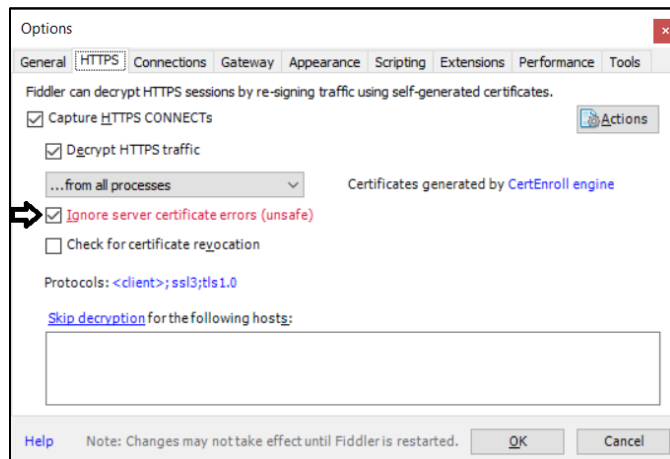 Options
General HTTPS Connections Gateway Appearance Scripting Extensions Performance Tools
Fiddler can decrypt HTTPS sessions by re-signing traffic using self-generated certificates.
Capture HTTPS CONNECTs
Actions
Decrypt HTTPS traffic
...from all processes
Certificates generated by CertEnroll engine
Ignore server certificate errors (unsafe)
Check for certificate revocation
Protocols: <client>;ssl3;tls1.0
Skip decryption for the following hosts:
Help Note: Changes may not take effect until Fiddler is restarted. OK Cancel